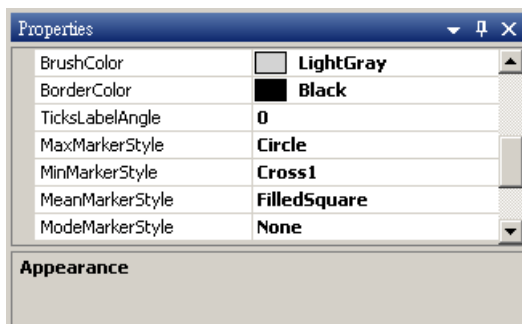 Properties
BrushColor LightGray
BorderColor Black
TicksLabelAngle 0
MaxMarkerStyle Circle
MinMarkerStyle Cross1
MeanMarkerStyle FilledSquare
ModeMarkerStyle None
Appearance